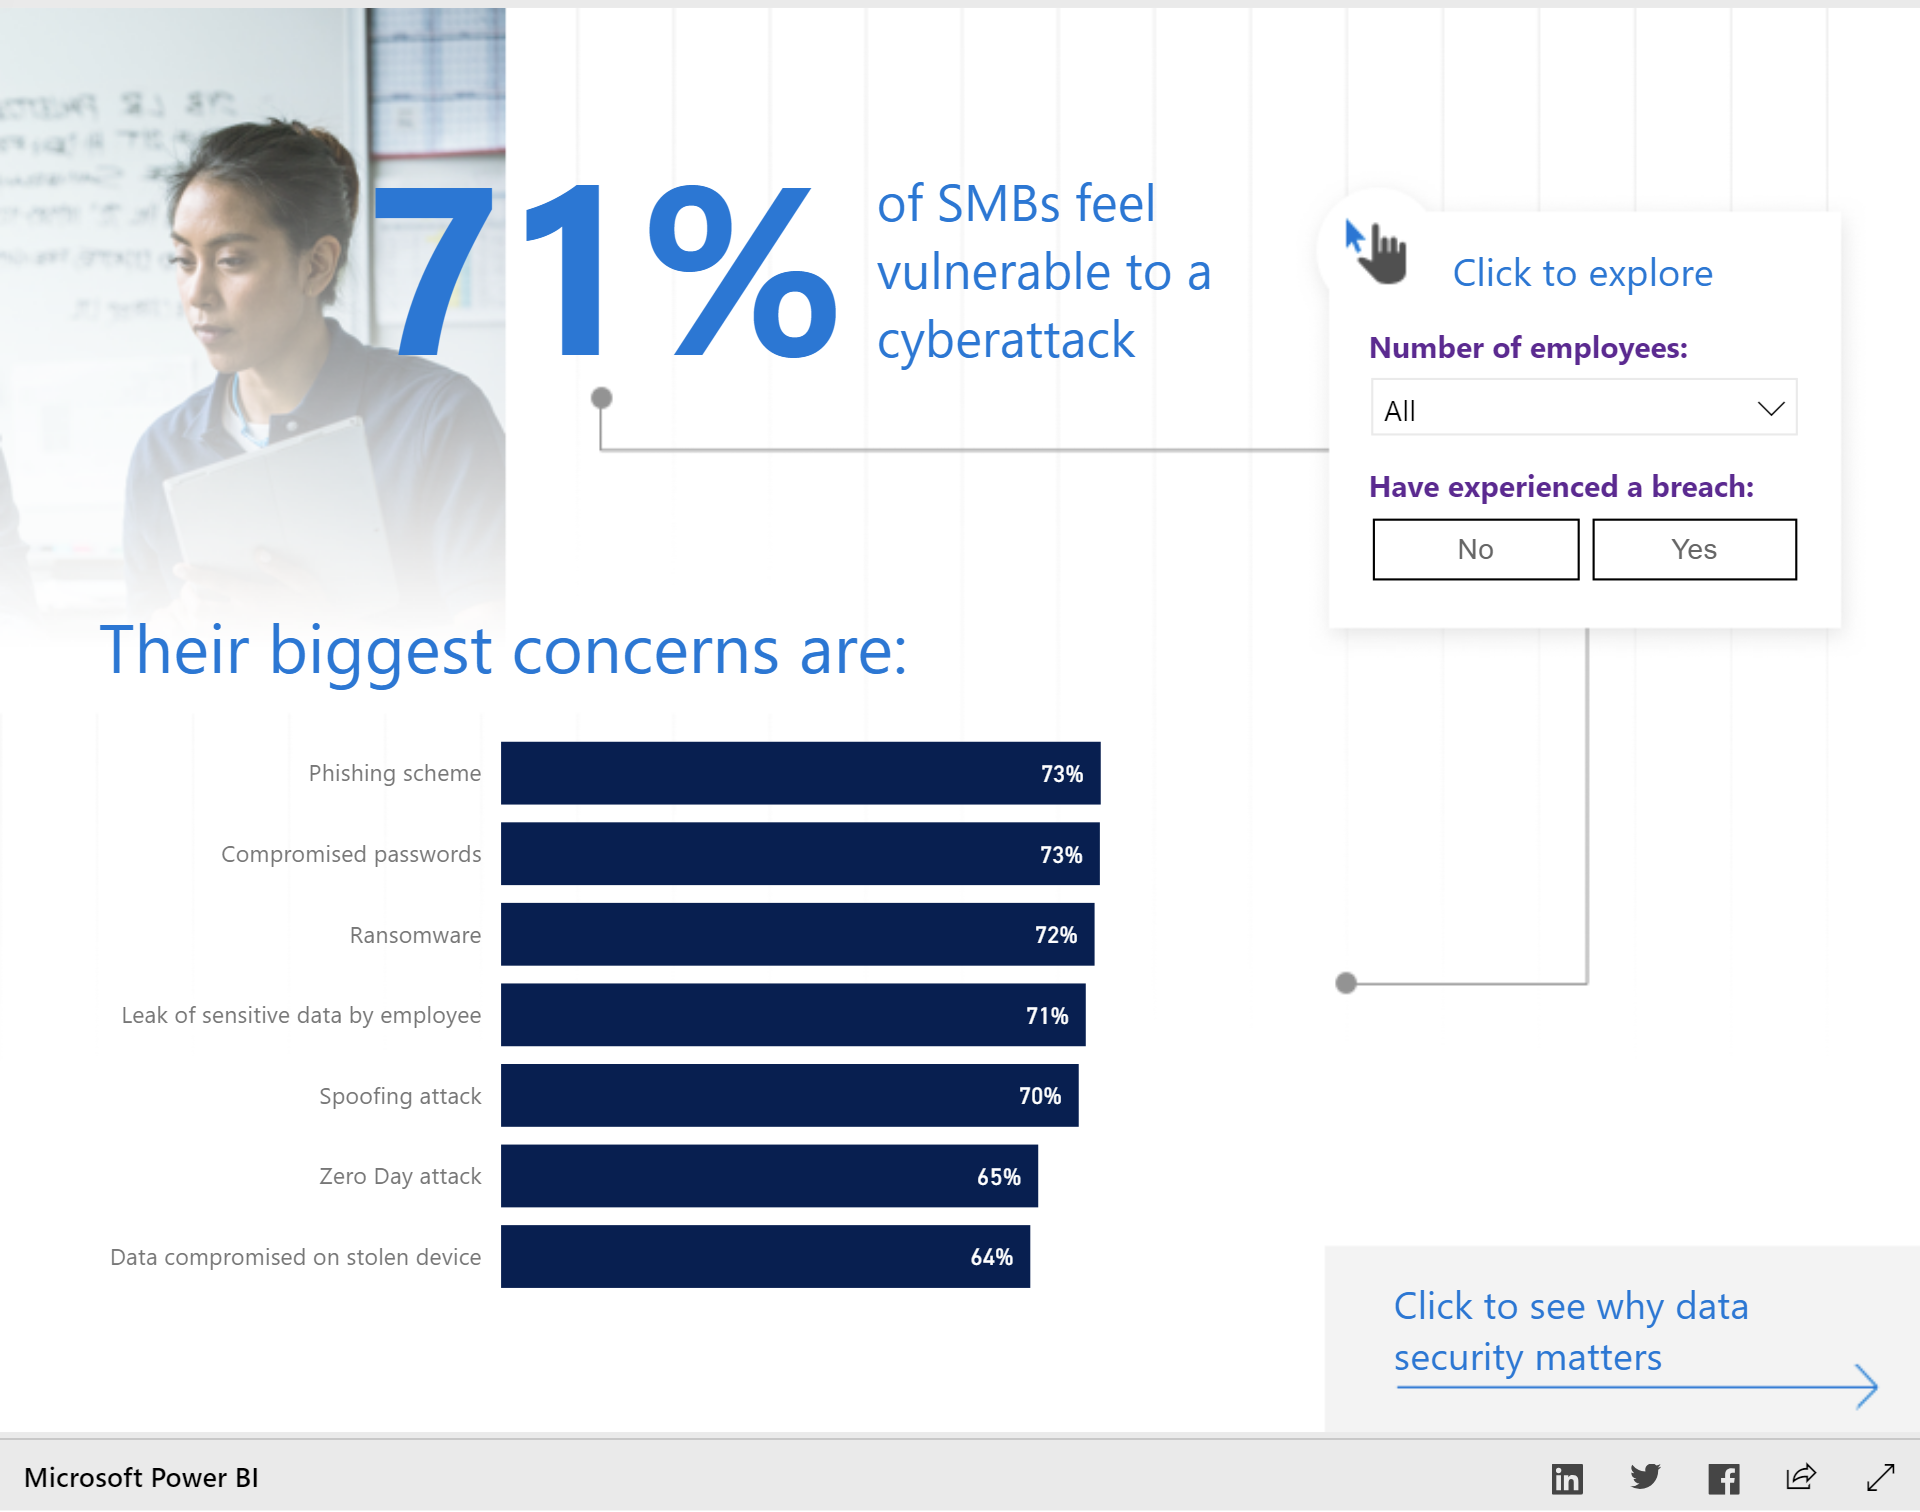 71%
of SMBs feel
vulnerable to a
cyberattack
Click to explore
Number of employees:
All
Have experienced a breach:
No
Yes
Their biggest concerns are:
Phishing scheme 73%
Compromised passwords 73%
Ransomware 72%
Leak of sensitive data by employee 71%
Spoofing attack 70%
Zero Day attack 65%
Data compromised on stolen device 64%
Click to see why data
security matters
Microsoft Power BI